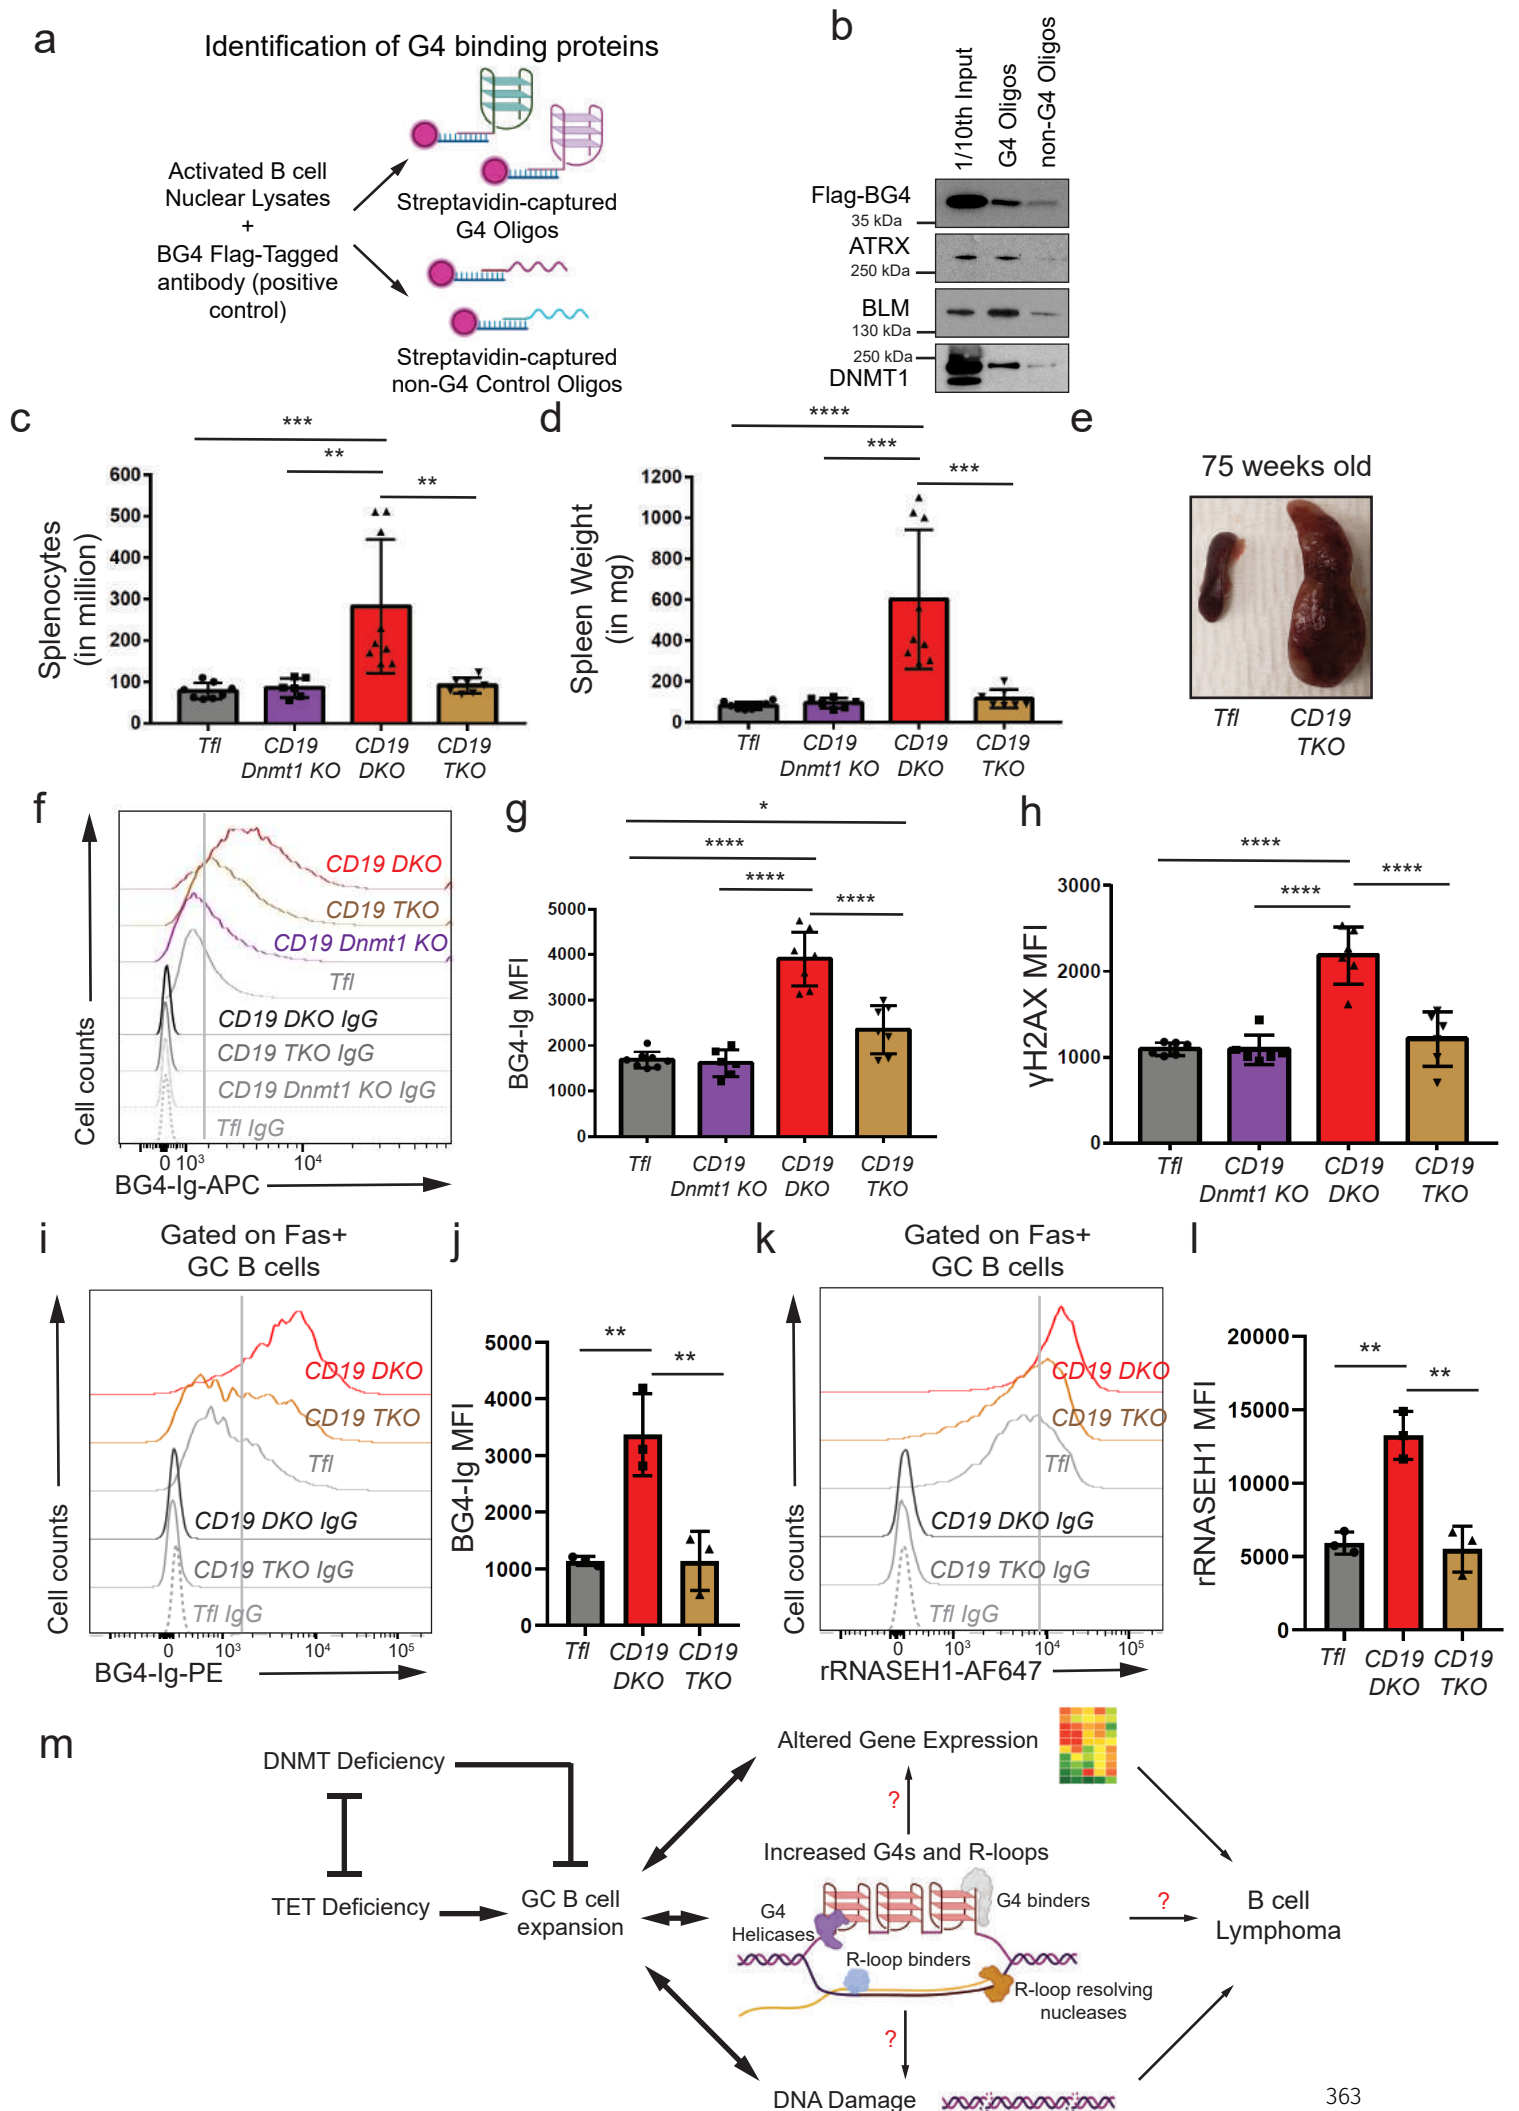 a
Identification of G4 binding proteins
Activated B cell
Nuclear Lysates
+
BG4 Flag-Tagged
antibody (positive
control)
Streptavidin-captured
G4 Oligos
Streptavidin-captured
non-G4 Control Oligos
b
1/10th Input
G4 Oligos
non-G4 Oligos
Flag-BG4
35 kDa
ATRX
250 kDa
BLM
130 kDa
250 kDa
DNMT1
c
***
**
**
Splenocytes
(in million)
600
500
400
300
200
100
0
Tfl
CD19
Dnmt1 KO
CD19
DKO
CD19
TKO
d
****
***
***
Spleen Weight
(in mg)
1200
1000
800
600
400
200
0
Tfl
CD19
Dnmt1 KO
CD19
DKO
CD19
TKO
e
75 weeks old
Tfl
CD19
TKO
f
Cell counts
CD19 DKO
CD19 TKO
CD19 Dnmt1 KO
Tfl
CD19 DKO IgG
CD19 TKO IgG
CD19 Dnmt1 KO IgG
Tfl IgG
0 10³ 10⁴
BG4-Ig-APC
g
*
****
****
****
BG4-Ig MFI
5000
4000
3000
2000
1000
0
Tfl
CD19
Dnmt1 KO
CD19
DKO
CD19
TKO
h
****
****
****
γH2AX MFI
3000
2000
1000
0
Tfl
CD19
Dnmt1 KO
CD19
DKO
CD19
TKO
i
Gated on Fas+
GC B cells
Cell counts
CD19 DKO
CD19 TKO
Tfl
CD19 DKO IgG
CD19 TKO IgG
Tfl IgG
0 10³ 10⁴ 10⁵
BG4-Ig-PE
j
**
**
BG4-Ig MFI
5000
4000
3000
2000
1000
0
Tfl
CD19
DKO
CD19
TKO
k
Gated on Fas+
GC B cells
Cell counts
CD19 DKO
CD19 TKO
Tfl
CD19 DKO IgG
CD19 TKO IgG
Tfl IgG
0 10³ 10⁴ 10⁵
rRNASEH1-AF647
l
**
**
rRNASEH1 MFI
20000
15000
10000
5000
0
Tfl
CD19
DKO
CD19
TKO
m
DNMT Deficiency
TET Deficiency
GC B cell
expansion
Altered Gene Expression
?
Increased G4s and R-loops
G4
Helicases
G4 binders
R-loop binders
R-loop resolving
nucleases
?
?
DNA Damage
B cell
Lymphoma
363